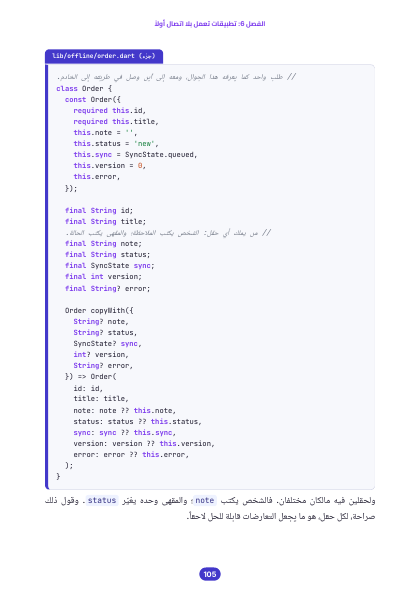 الفصل 6: تطبيقات تعمل بلا اتصال أولًا
lib/offline/order.dart (جزء)
// طلب واحد كما يعرفه هذا الجوال، ومعه إلى أين وصل في طريقه إلى الخادم.
class Order {
  const Order({
    required this.id,
    required this.title,
    this.note = '',
    this.status = 'new',
    this.sync = SyncState.queued,
    this.version = 0,
    this.error,
  });

  final String id;
  final String title;
  // من يملك أي حقل: الشخص يكتب الملاحظة؛ والمقهى يكتب الحالة.
  final String note;
  final String status;
  final SyncState sync;
  final int version;
  final String? error;

  Order copyWith({
    String? note,
    String? status,
    SyncState? sync,
    int? version,
    String? error,
  }) => Order(
    id: id,
    title: title,
    note: note ?? this.note,
    status: status ?? this.status,
    sync: sync ?? this.sync,
    version: version ?? this.version,
    error: error ?? this.error,
  );
}
ولحقلين فيه مالكان مختلفان. فالشخص يكتب note؛ والمقهى وحده يغيّر status. وقول ذلك
صراحة، لكل حقل، هو ما يجعل التعارضات قابلة للحل لاحقًا.
105